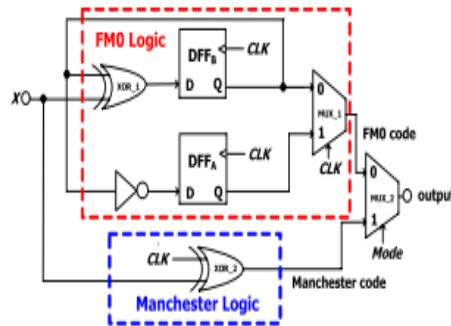 FM0 Logic
DFF_B
CLK
D Q
XOR_1
X
0
MUX_1
1
CLK
FM0 code
DFF_A
CLK
D Q
0
MUX_2
1
output
Mode
CLK
XOR_2
Manchester code
Manchester Logic